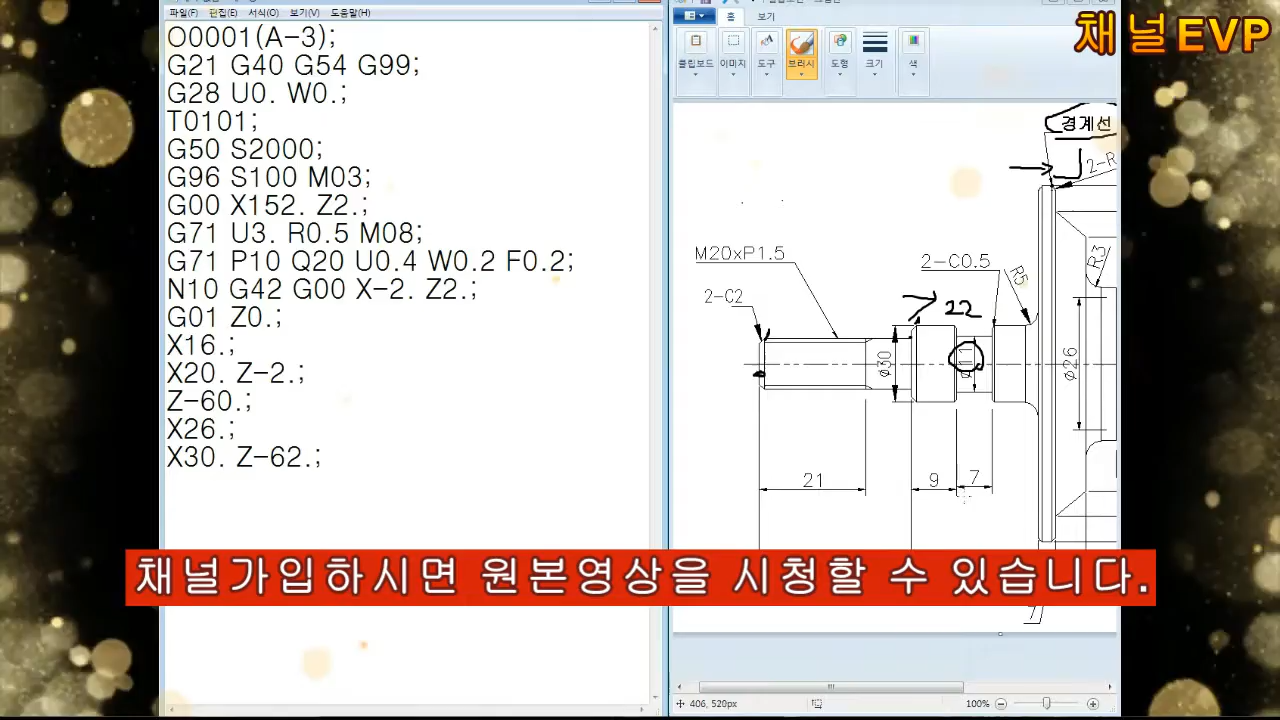 채널EVP
파일(F) 편집(E) 서식(O) 보기(V) 도움말(H)
O0001(A-3);
G21 G40 G54 G99;
G28 U0. W0.;
T0101;
G50 S2000;
G96 S100 M03;
G00 X152. Z2.;
G71 U3. R0.5 M08;
G71 P10 Q20 U0.4 W0.2 F0.2;
N10 G42 G00 X-2. Z2.;
G01 Z0.;
X16.;
X20. Z-2.;
Z-60.;
X26.;
X30. Z-62.;
홈 보기
클립보드 이미지 도구 브러시 도형 크기 색
경계선
2-R
M20xP1.5
2-C0.5
R5
R3
2-C2
22
ø30
ø11
ø26
21
9
7
채널가입하시면 원본영상을 시청할 수 있습니다.
406, 520px
100%